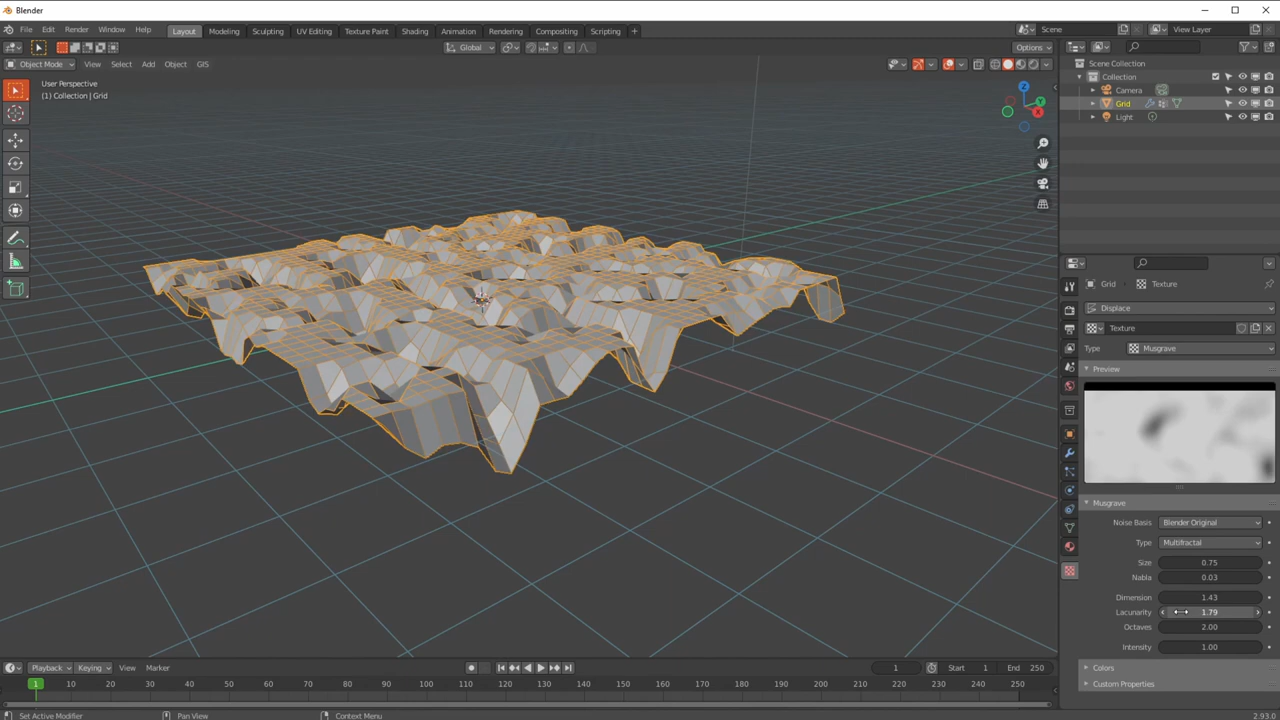 Blender
File Edit Render Window Help Layout Modeling Sculpting UV Editing Texture Paint Shading Animation Rendering Compositing Scripting + Scene View Layer
Global Options
Object Mode View Select Add Object GIS
User Perspective
(1) Collection | Grid
Z Y X
Scene Collection
Collection
Camera
Grid
Light
Grid > Texture
Displace
Texture
Type Musgrave
Preview
Musgrave
Noise Basis Blender Original
Type Multifractal
Size 0.75
Nabla 0.03
Dimension 1.43
Lacunarity 1.79
Octaves 2.00
Intensity 1.00
Colors
Custom Properties
Playback Keying View Marker 1 Start 1 End 250
1 10 20 30 40 50 60 70 80 90 100 110 120 130 140 150 160 170 180 190 200 210 220 230 240 250
Set Active Modifier Pan View Context Menu 2.93.0